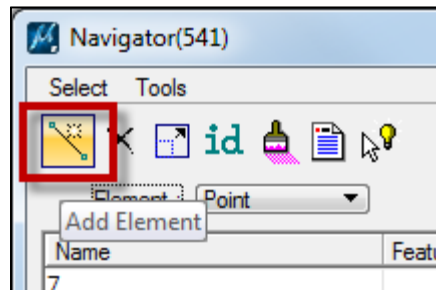 Navigator(541)
Select Tools
id
Element : Point
Add Element
Name Featu
7